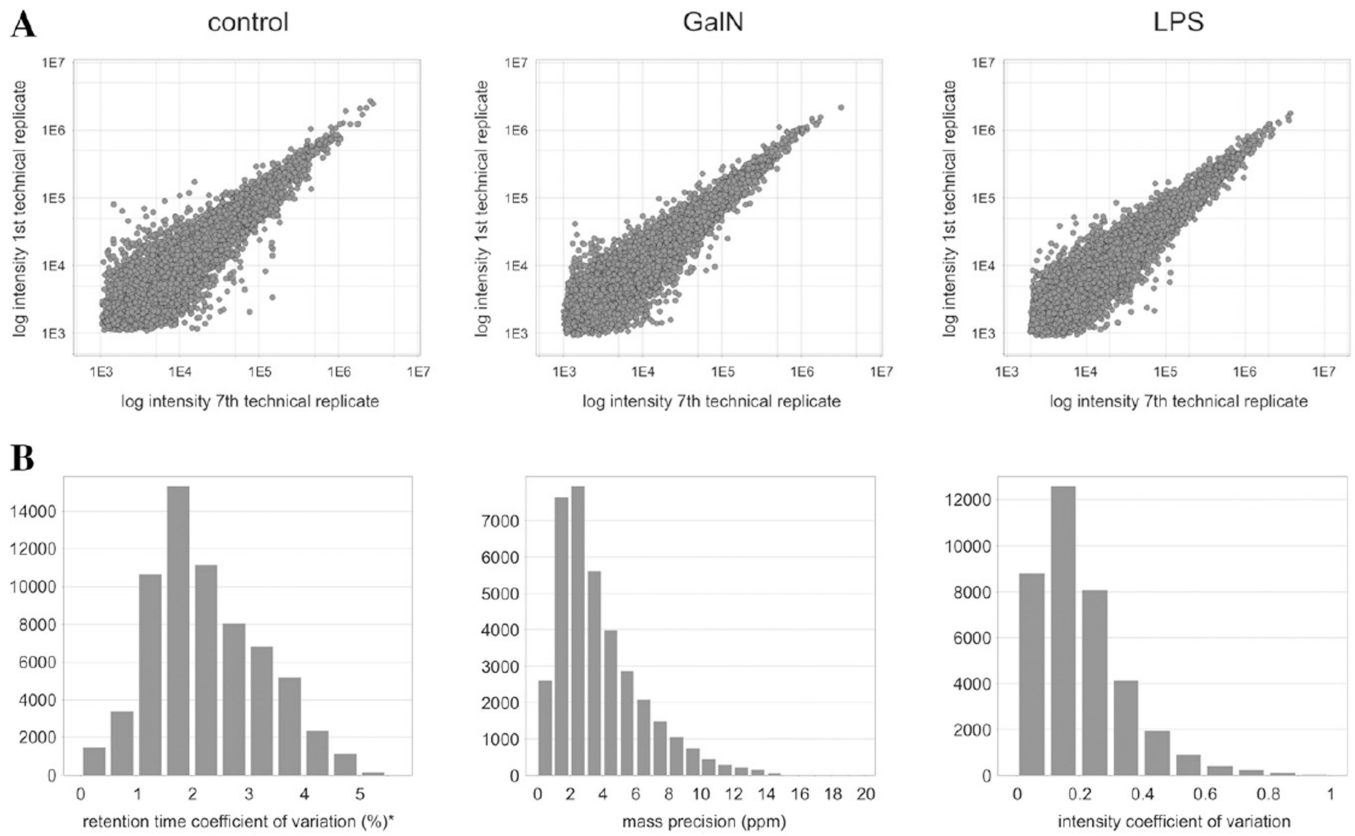 A
control
GalN
LPS
log intensity 1st technical replicate
1E7
1E6
1E5
1E4
1E3
1E3 1E4 1E5 1E6 1E7
log intensity 7th technical replicate
log intensity 1st technical replicate
1E7
1E6
1E5
1E4
1E3
1E3 1E4 1E5 1E6 1E7
log intensity 7th technical replicate
log intensity 1st technical replicate
1E7
1E6
1E5
1E4
1E3
1E3 1E4 1E5 1E6 1E7
log intensity 7th technical replicate
B
14000
12000
10000
8000
6000
4000
2000
0
0 1 2 3 4 5
retention time coefficient of variation (%)*
7000
6000
5000
4000
3000
2000
1000
0
0 2 4 6 8 10 12 14 16 18 20
mass precision (ppm)
12000
10000
8000
6000
4000
2000
0
0 0.2 0.4 0.6 0.8 1
intensity coefficient of variation